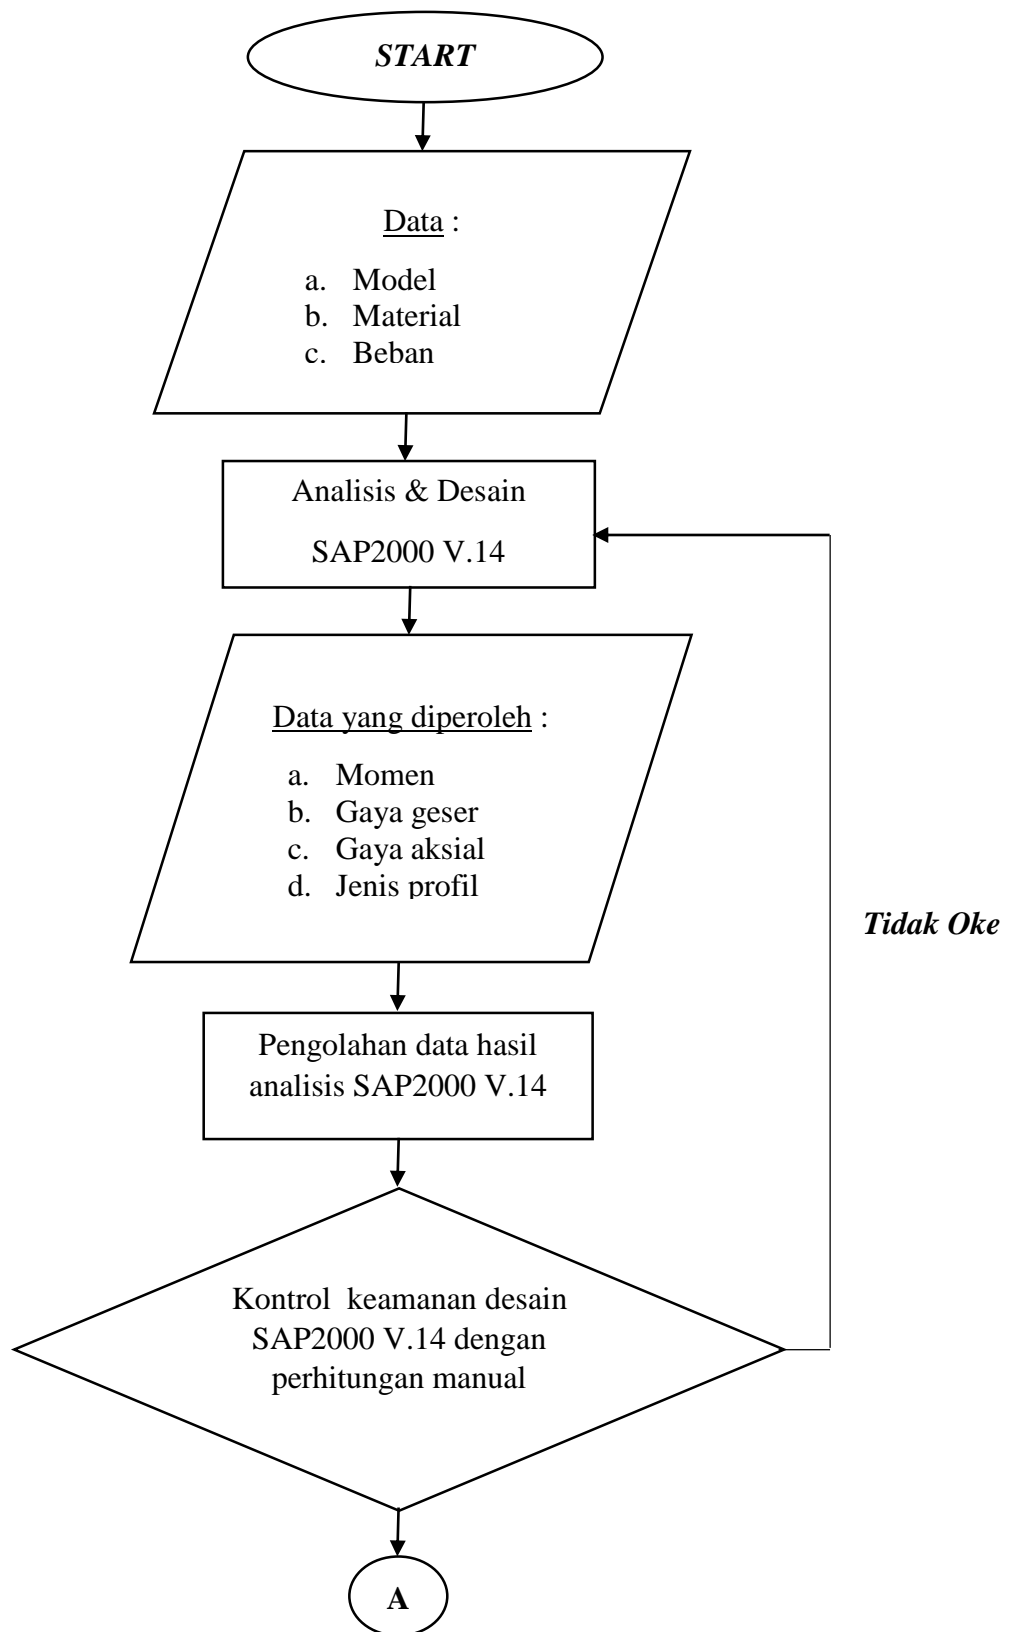 START
Data :
a. Model
b. Material
c. Beban
Analisis & Desain
SAP2000 V.14
Data yang diperoleh :
a. Momen
b. Gaya geser
c. Gaya aksial
d. Jenis profil
Tidak Oke
Pengolahan data hasil
analisis SAP2000 V.14
Kontrol keamanan desain
SAP2000 V.14 dengan
perhitungan manual
A